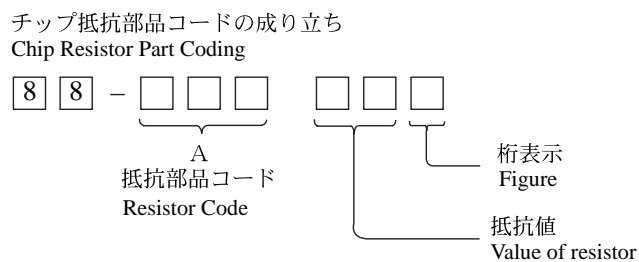 チップ抵抗部品コードの成り立ち
Chip Resistor Part Coding
8 8 – □ □ □ □ □ □
A
抵抗部品コード
Resistor Code
桁表示
Figure
抵抗値
Value of resistor